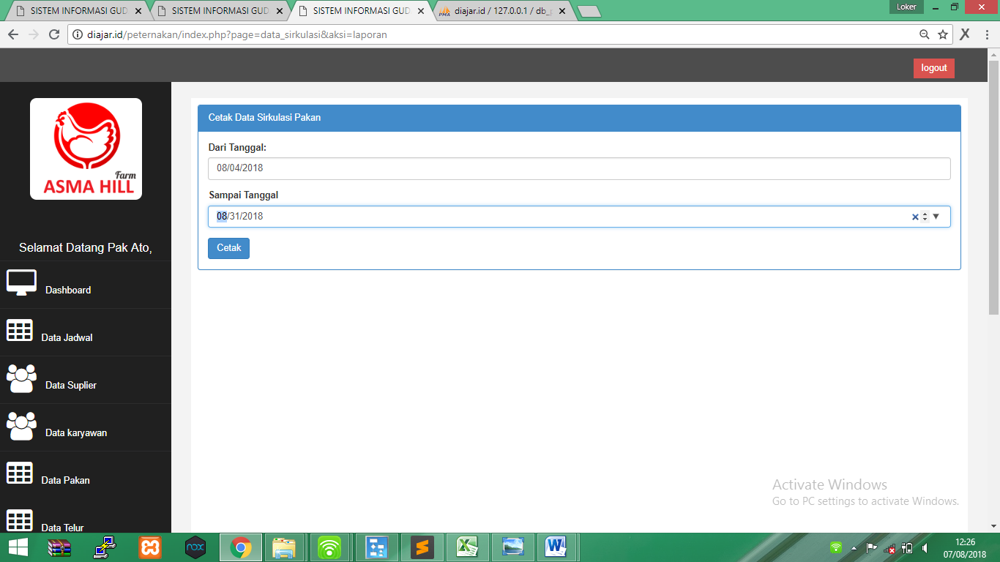 SISTEM INFORMASI GUD
SISTEM INFORMASI GUD
SISTEM INFORMASI GUD
diajar.id / 127.0.0.1 / db_
Loker
diajar.id/peternakan/index.php?page=data_sirkulasi&aksi=laporan
logout
Farm
ASMA HILL
Selamat Datang Pak Ato,
Dashboard
Data Jadwal
Data Suplier
Data karyawan
Data Pakan
Data Telur
Cetak Data Sirkulasi Pakan
Dari Tanggal:
08/04/2018
Sampai Tanggal
08/31/2018
Cetak
Activate Windows
Go to PC settings to activate Windows.
12:26
07/08/2018